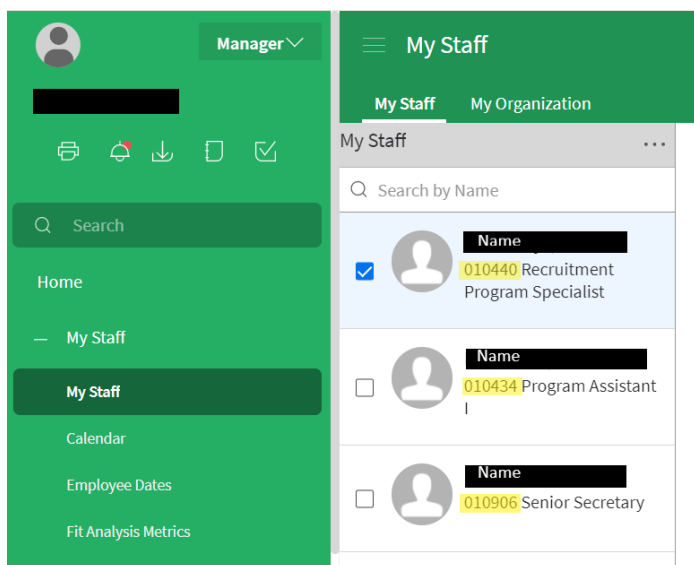 Manager
Search
Home
My Staff
My Staff
Calendar
Employee Dates
Fit Analysis Metrics
My Staff
My Staff My Organization
My Staff
Search by Name
Name
010440 Recruitment
Program Specialist
Name
010434 Program Assistant
I
Name
010906 Senior Secretary